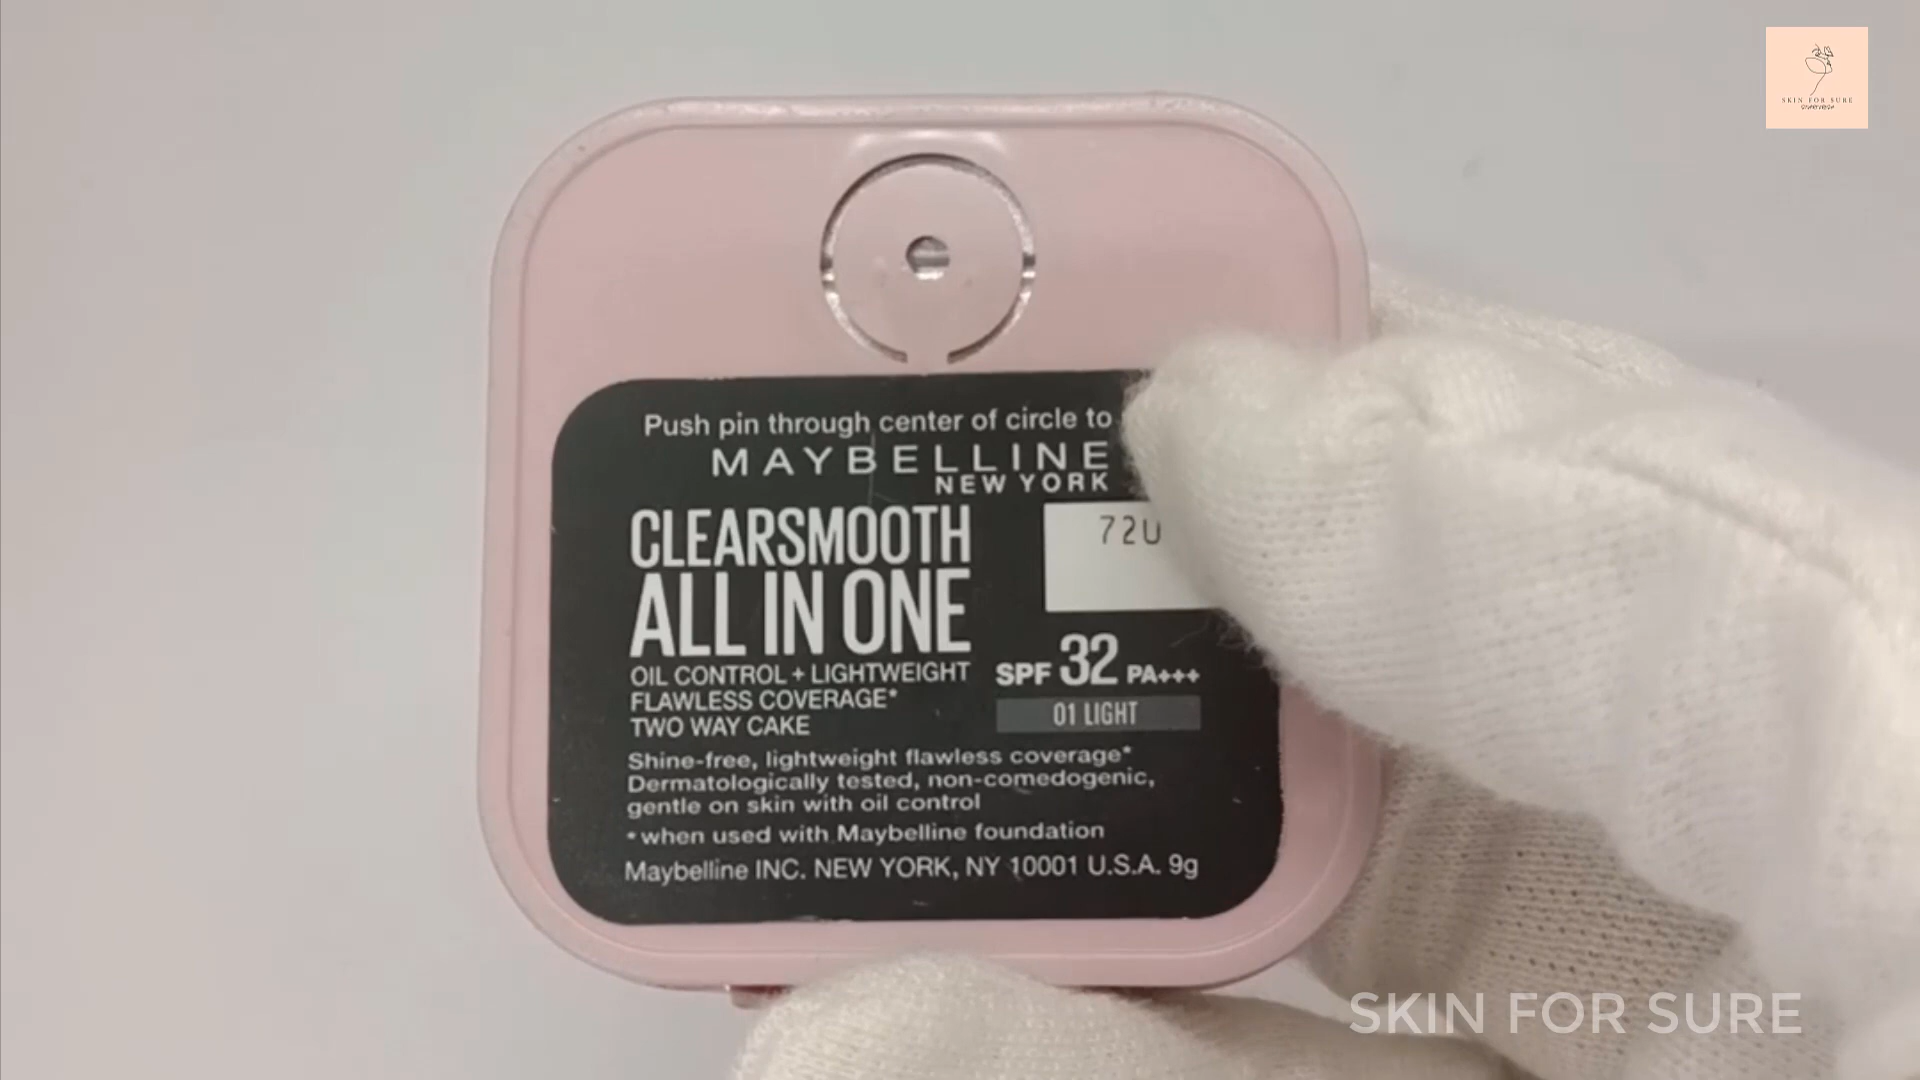 SKIN FOR SURE
Push pin through center of circle to
MAYBELLINE
NEW YORK
CLEARSMOOTH
ALL IN ONE
72U
OIL CONTROL + LIGHTWEIGHT
FLAWLESS COVERAGE*
TWO WAY CAKE
SPF 32 PA+++
01 LIGHT
Shine-free, lightweight flawless coverage*
Dermatologically tested, non-comedogenic,
gentle on skin with oil control
*when used with Maybelline foundation
Maybelline INC. NEW YORK, NY 10001 U.S.A. 9g
SKIN FOR SURE